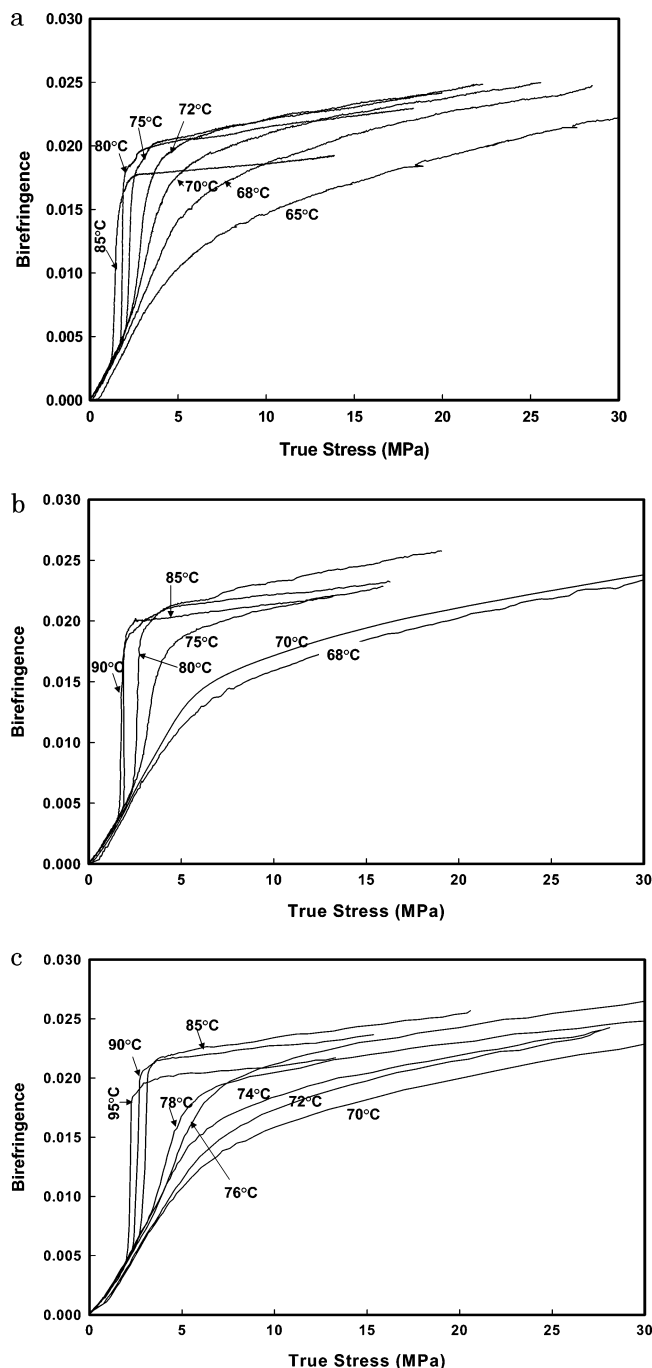 a
0.030
0.025
0.020
0.015
0.010
0.005
0.000
Birefringence
75°C
72°C
80°C
70°C
68°C
65°C
85°C
0 5 10 15 20 25 30
True Stress (MPa)
b
0.030
0.025
0.020
0.015
0.010
0.005
0.000
Birefringence
85°C
75°C
70°C
68°C
90°C
80°C
0 5 10 15 20 25 30
True Stress (MPa)
c
0.030
0.025
0.020
0.015
0.010
0.005
0.000
Birefringence
85°C
90°C
95°C
78°C
74°C
72°C
70°C
76°C
0 5 10 15 20 25 30
True Stress (MPa)